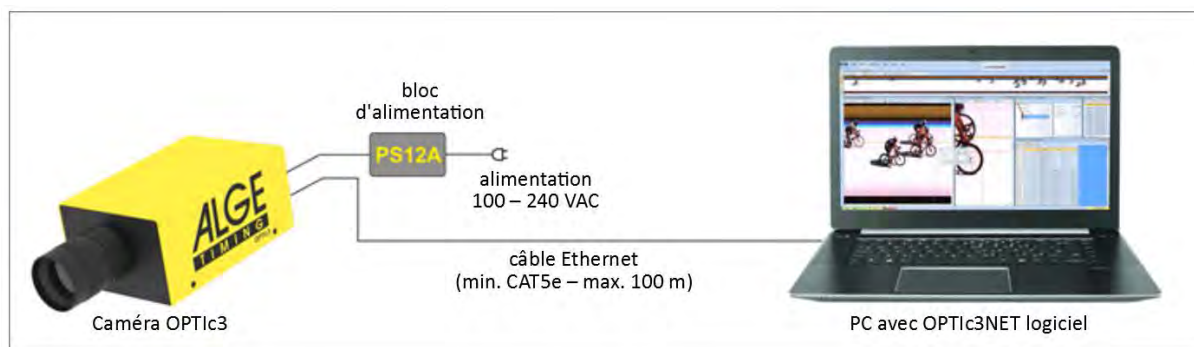 bloc
d'alimentation
PS12A
alimentation
100 – 240 VAC
ALGE
TIMING
OPTIc3
câble Ethernet
(min. CAT5e – max. 100 m)
Caméra OPTIc3
PC avec OPTIc3NET logiciel